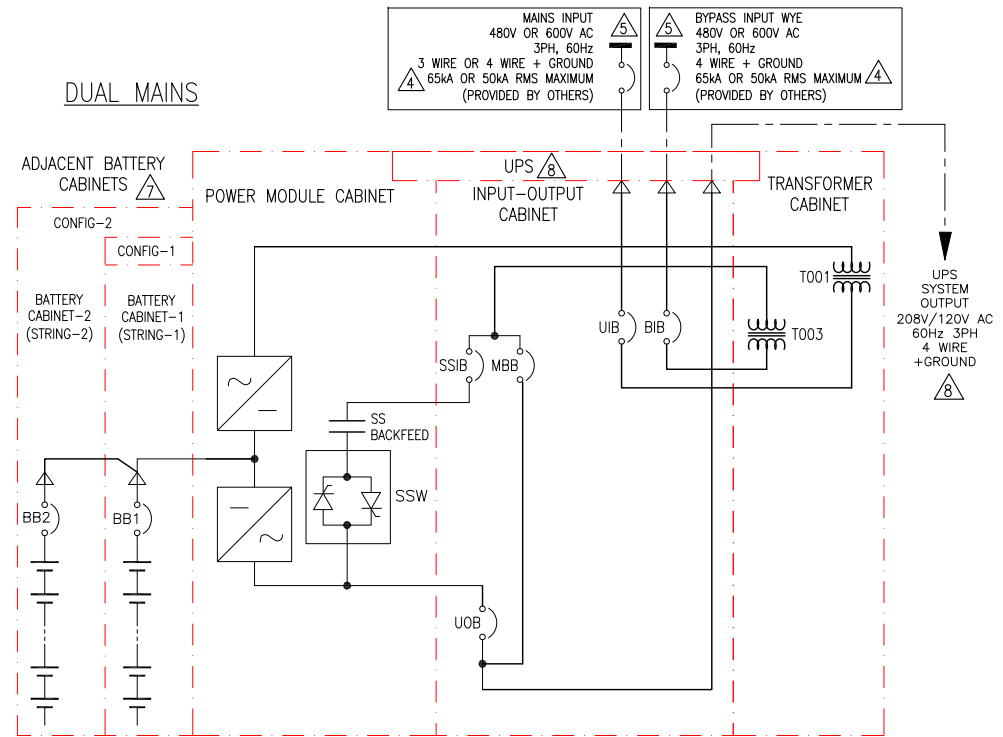 DUAL MAINS
MAINS INPUT
480V OR 600V AC
3PH, 60Hz
3 WIRE OR 4 WIRE + GROUND
65kA OR 50kA RMS MAXIMUM
(PROVIDED BY OTHERS)
5
4
5
BYPASS INPUT WYE
480V OR 600V AC
3PH, 60Hz
4 WIRE + GROUND
65kA OR 50kA RMS MAXIMUM
(PROVIDED BY OTHERS)
4
ADJACENT BATTERY
CABINETS
7
CONFIG-2
CONFIG-1
BATTERY
CABINET-2
(STRING-2)
BATTERY
CABINET-1
(STRING-1)
POWER MODULE CABINET
UPS
8
INPUT-OUTPUT
CABINET
TRANSFORMER
CABINET
T001
T003
UIB
BIB
SSIB
MBB
SS
BACKFEED
SSW
BB2
BB1
UOB
UPS
SYSTEM
OUTPUT
208V/120V AC
60Hz 3PH
4 WIRE
+GROUND
8